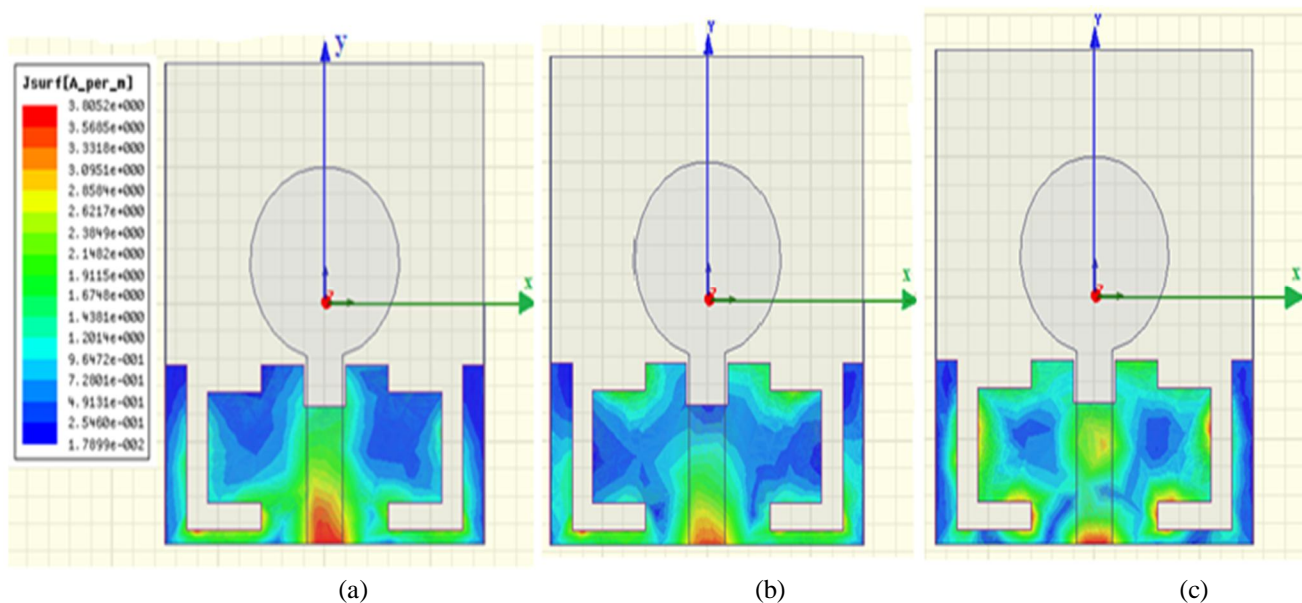 y
Y
Y
Jsurf[A_per_m]
3.8052e+000
3.5685e+000
3.3318e+000
3.0951e+000
2.8584e+000
2.6217e+000
2.3849e+000
2.1482e+000
1.9115e+000
1.6748e+000
1.4381e+000
1.2014e+000
9.6472e-001
7.2801e-001
4.9131e-001
2.5460e-001
1.7899e-002
x
x
X
(a)
(b)
(c)